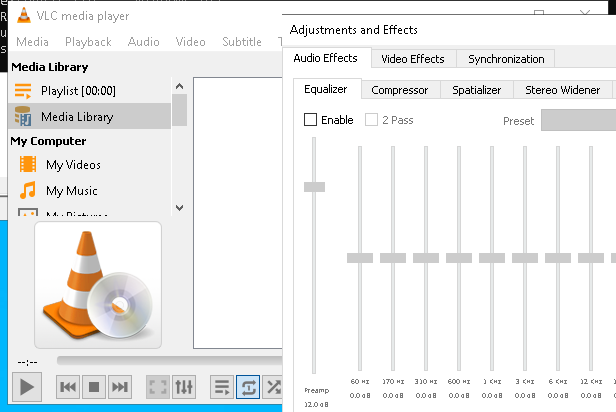 VLC media player
Media Playback Audio Video Subtitle
Media Library
Playlist [00:00]
Media Library
My Computer
My Videos
My Music
My Pictures
--:--
Adjustments and Effects
Audio Effects Video Effects Synchronization
Equalizer Compressor Spatializer Stereo Widener
Enable 2 Pass Preset
60 Hz 170 Hz 310 Hz 600 Hz 1 KHz 3 KHz 6 KHz 12 KHz
Preamp 0.0 dB 0.0 dB 0.0 dB 0.0 dB 0.0 dB 0.0 dB 0.0 dB 0.0 dB
12.0 dB